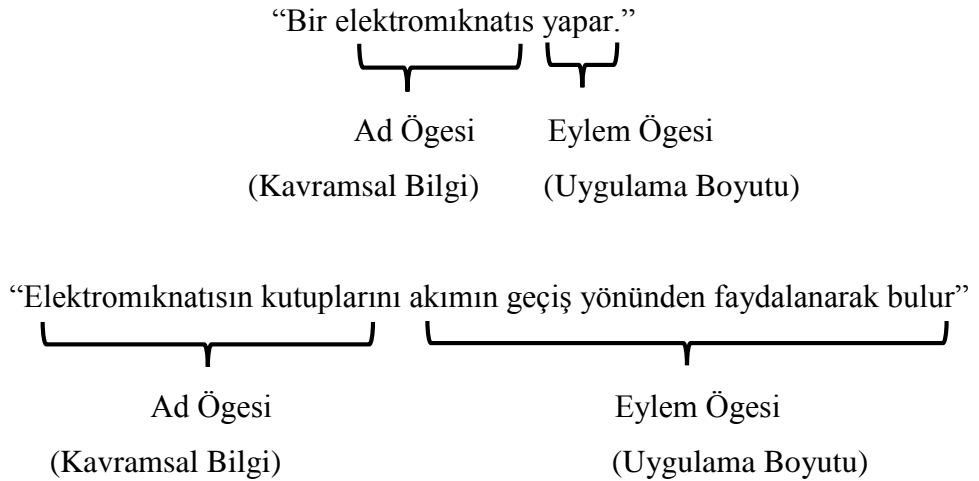 “Bir elektromıknatıs yapar.”
Ad Ögesi Eylem Ögesi
(Kavramsal Bilgi) (Uygulama Boyutu)
“Elektromıknatısın kutuplarını akımın geçiş yönünden faydalanarak bulur”
Ad Ögesi Eylem Ögesi
(Kavramsal Bilgi) (Uygulama Boyutu)